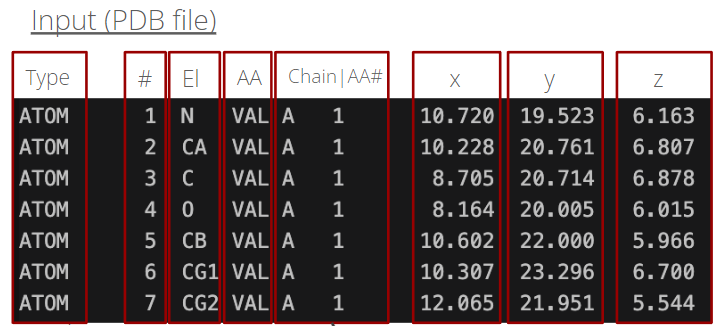 Input (PDB file)
Type # El AA Chain|AA# x y z
ATOM 1 N VAL A 1 10.720 19.523 6.163
ATOM 2 CA VAL A 1 10.228 20.761 6.807
ATOM 3 C VAL A 1 8.705 20.714 6.878
ATOM 4 O VAL A 1 8.164 20.005 6.015
ATOM 5 CB VAL A 1 10.602 22.000 5.966
ATOM 6 CG1 VAL A 1 10.307 23.296 6.700
ATOM 7 CG2 VAL A 1 12.065 21.951 5.544